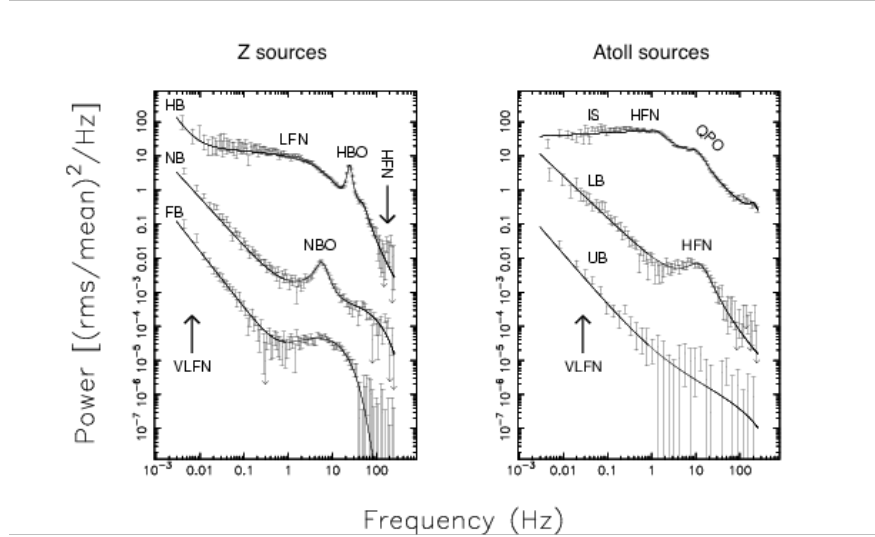 Z sources
Atoll sources
Power [(rms/mean)²/Hz]
100
10
1
0.1
0.01
10⁻³
10⁻⁴
10⁻⁵
10⁻⁶
10⁻⁷
HB
LFN
HBO
HFN
NB
FB
NBO
VLFN
10⁻³ 0.01 0.1 1 10 100
100
10
1
0.1
0.01
10⁻³
10⁻⁴
10⁻⁵
10⁻⁶
10⁻⁷
IS HFN
QPO
LB
HFN
UB
VLFN
10⁻³ 0.01 0.1 1 10 100
Frequency (Hz)